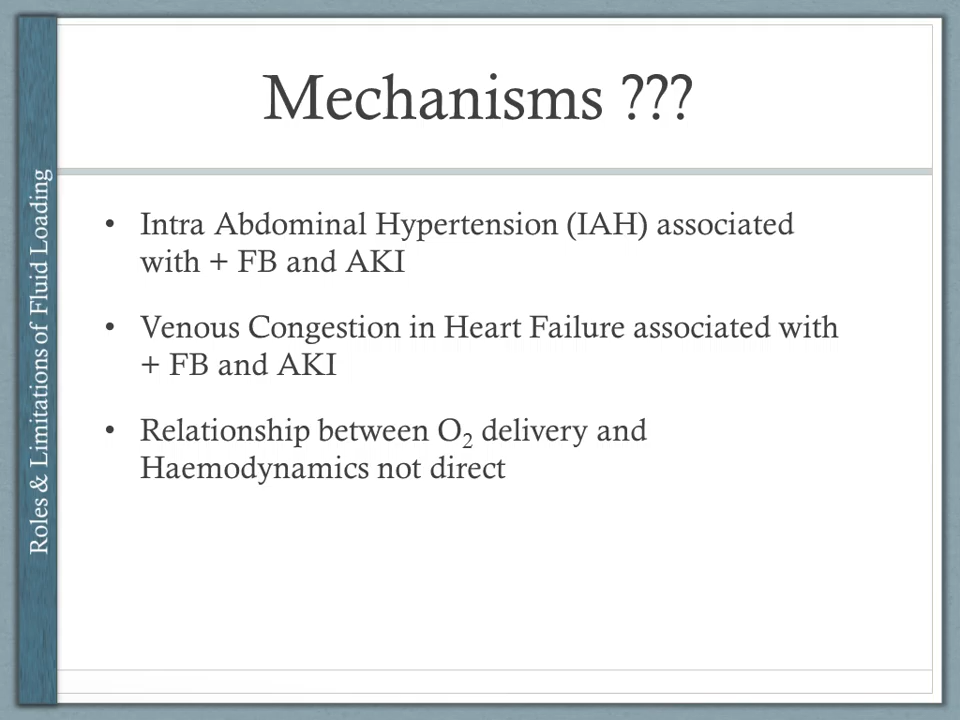 Mechanisms ???
Roles & Limitations of Fluid Loading
• Intra Abdominal Hypertension (IAH) associated
with + FB and AKI
• Venous Congestion in Heart Failure associated with
+ FB and AKI
• Relationship between O₂ delivery and
Haemodynamics not direct